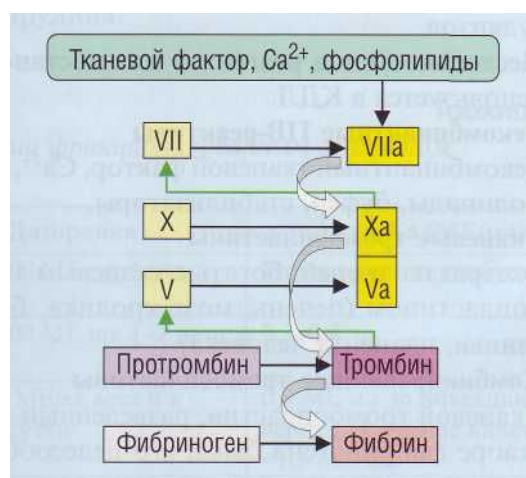 Тканевой фактор, Ca²⁺, фосфолипиды
VII VIIa
X Xa
V Va
Протромбин Тромбин
Фибриноген Фибрин